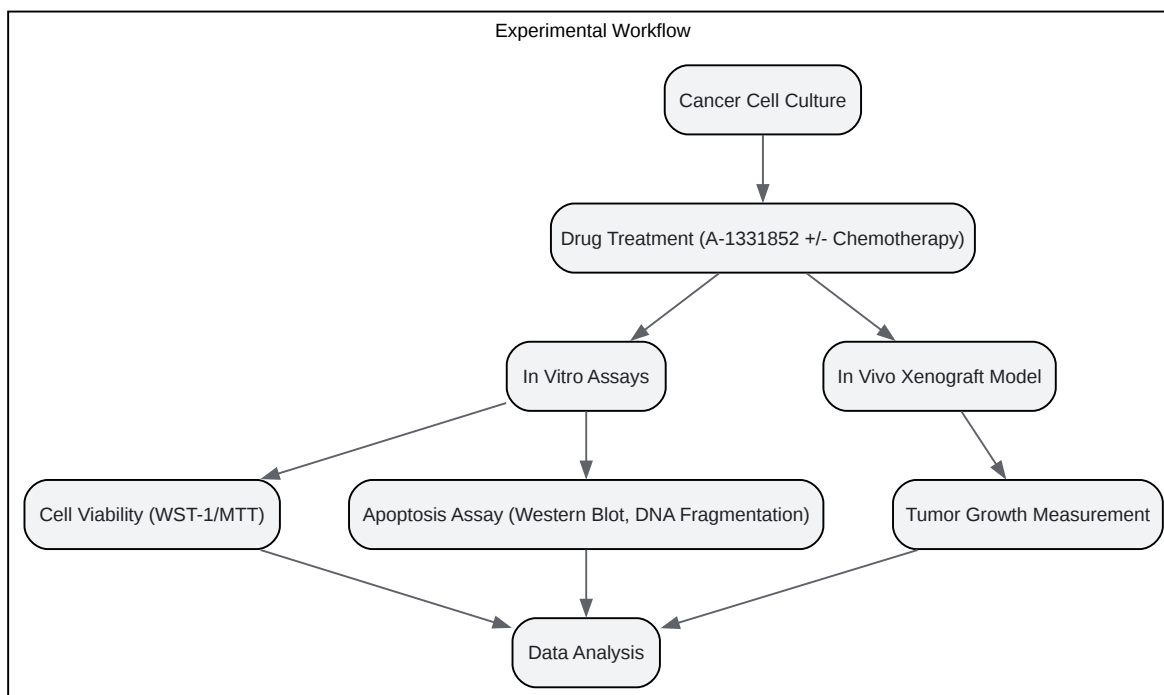 Experimental Workflow
Cancer Cell Culture
Drug Treatment (A-1331852 +/- Chemotherapy)
In Vitro Assays
In Vivo Xenograft Model
Cell Viability (WST-1/MTT)
Apoptosis Assay (Western Blot, DNA Fragmentation)
Tumor Growth Measurement
Data Analysis